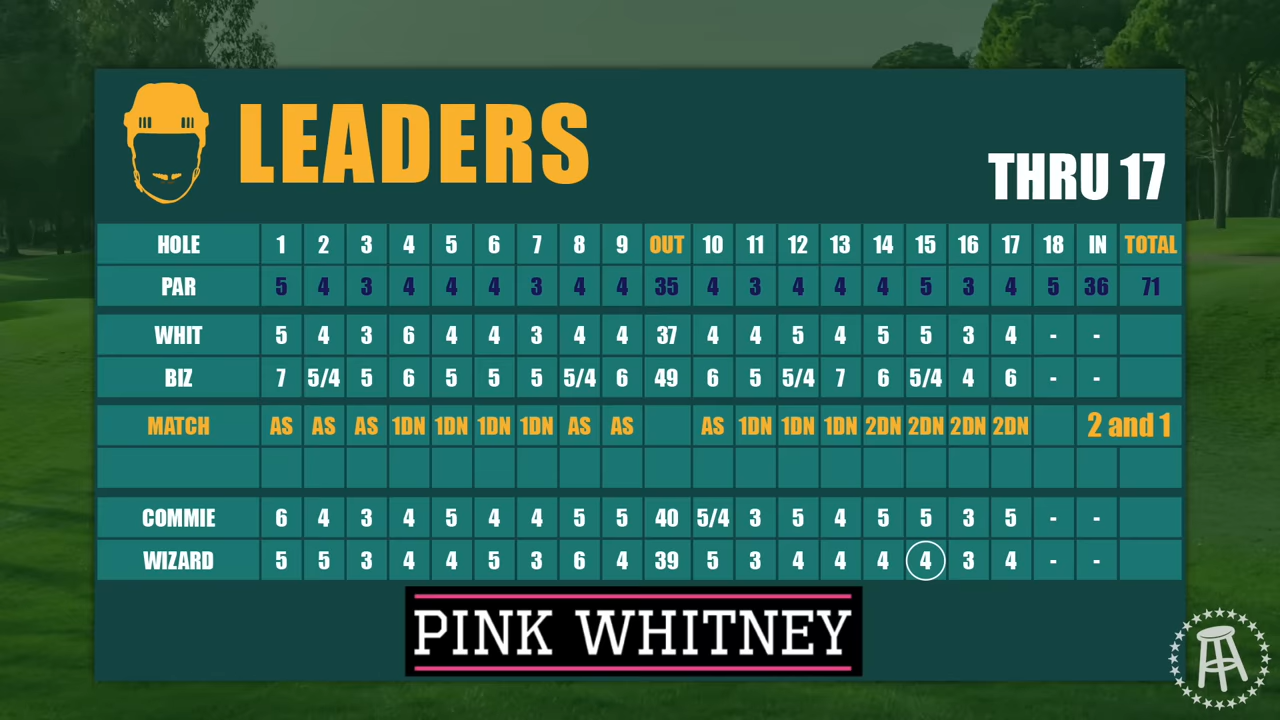 LEADERS
THRU 17
HOLE 1 2 3 4 5 6 7 8 9 OUT 10 11 12 13 14 15 16 17 18 IN TOTAL
PAR 5 4 3 4 4 4 3 4 4 35 4 3 4 4 4 5 3 4 5 36 71
WHIT 5 4 3 6 4 4 3 4 4 37 4 4 5 4 5 5 3 4 - -
BIZ 7 5/4 5 6 5 5 5 5/4 6 49 6 5 5/4 7 6 5/4 4 6 - -
MATCH AS AS AS 1DN 1DN 1DN 1DN AS AS AS 1DN 1DN 1DN 2DN 2DN 2DN 2DN 2 and 1
COMMIE 6 4 3 4 5 4 4 5 5 40 5/4 3 5 4 5 5 3 5 - -
WIZARD 5 5 3 4 4 5 3 6 4 39 5 3 4 4 4 4 3 4 - -
PINK WHITNEY